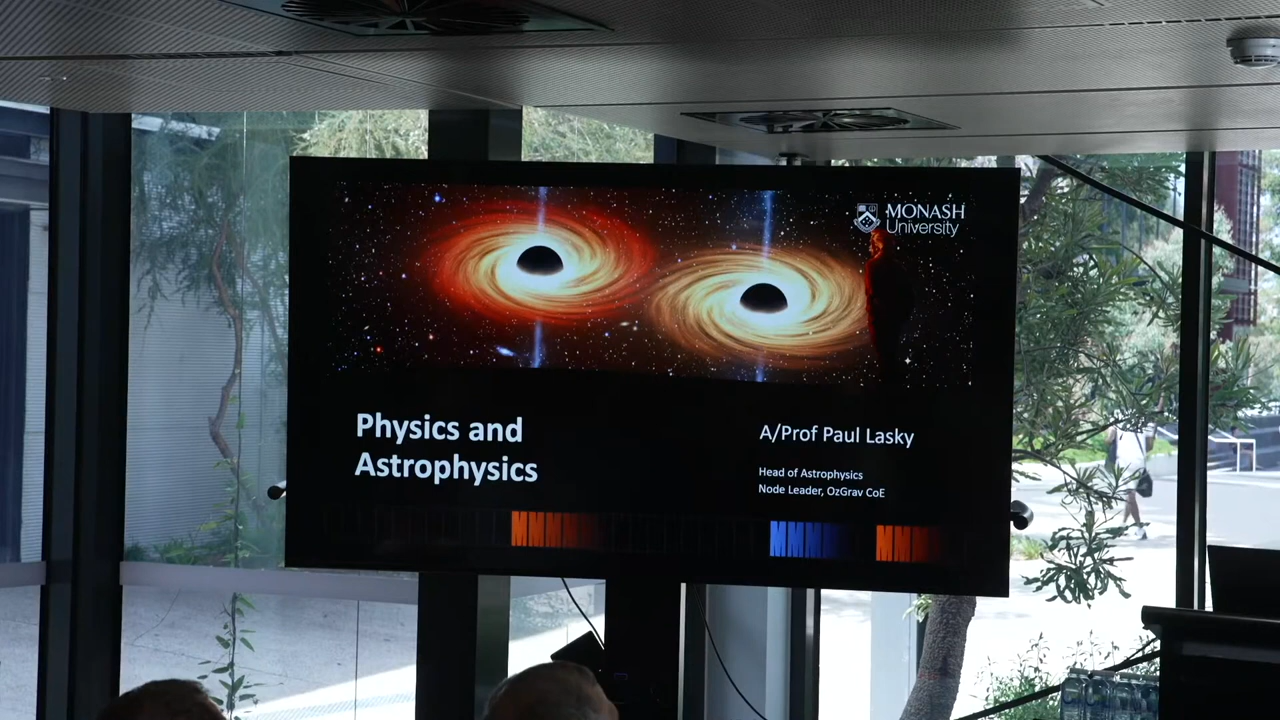 MONASH
University
Physics and
Astrophysics
A/Prof Paul Lasky
Head of Astrophysics
Node Leader, OzGrav CoE